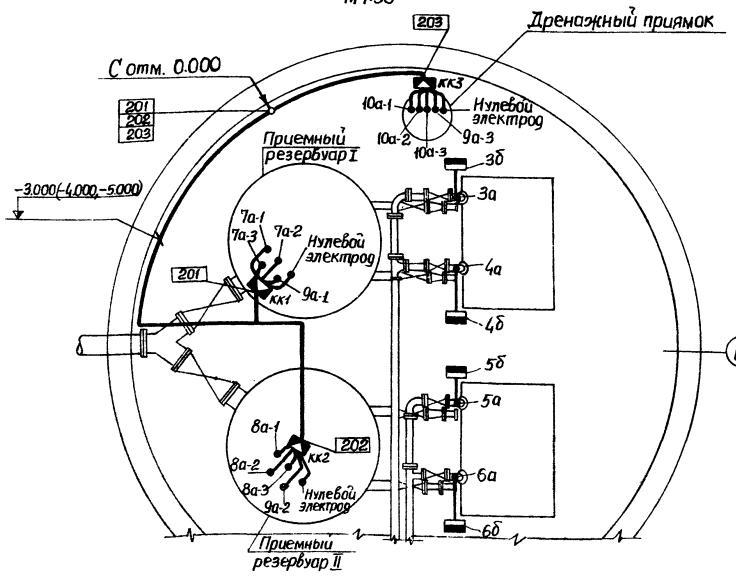 203
Дренажный приямок
С отм. 0.000
201
202
203
кк3
10а-1
Нулевой
электрод
10а-2
10а-3
9а-3
Приемный
резервуар I
3б
3а
-3.000(-4.000,-5.000)
7а-1
7а-2
7а-3
Нулевой
электрод
201
9а-1
кк1
4а
4б
5б
5а
8а-1
202
кк2
8а-2
8а-3
9а-2
Нулевой
электрод
6а
6б
Приемный
резервуар II